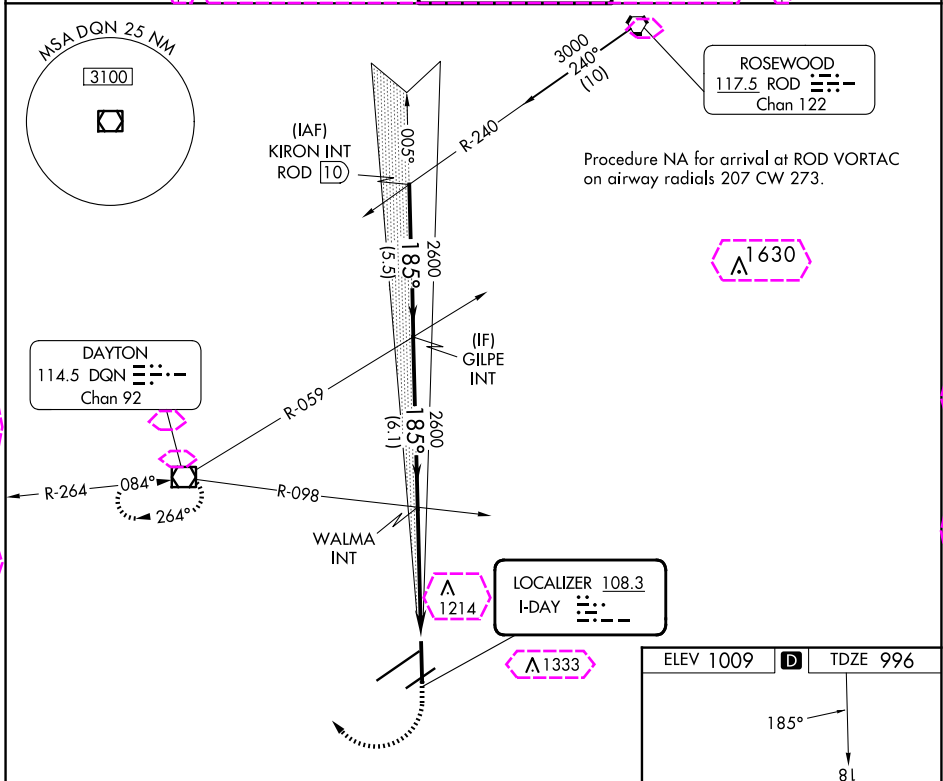 MSA DQN 25 NM
3100
3000
240°
(10)
R-240
ROSEWOOD
117.5 ROD
Chan 122
Procedure NA for arrival at ROD VORTAC
on airway radials 207 CW 273.
(IAF)
KIRON INT
ROD 10
005°
2600
185°
(5.5)
1630
(IF)
GILPE
INT
DAYTON
114.5 DQN
Chan 92
R-059
2600
185°
(6.1)
R-264
084°
264°
R-098
WALMA
INT
1214
LOCALIZER 108.3
I-DAY
1333
ELEV 1009 D TDZE 996
185°
18